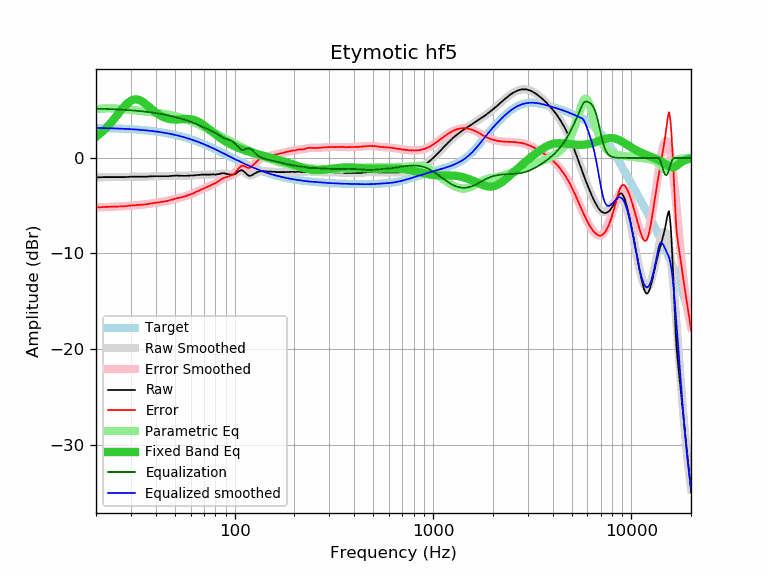 Etymotic hf5
Amplitude (dBr)
0
−10
−20
−30
Target
Raw Smoothed
Error Smoothed
Raw
Error
Parametric Eq
Fixed Band Eq
Equalization
Equalized smoothed
100 1000 10000
Frequency (Hz)